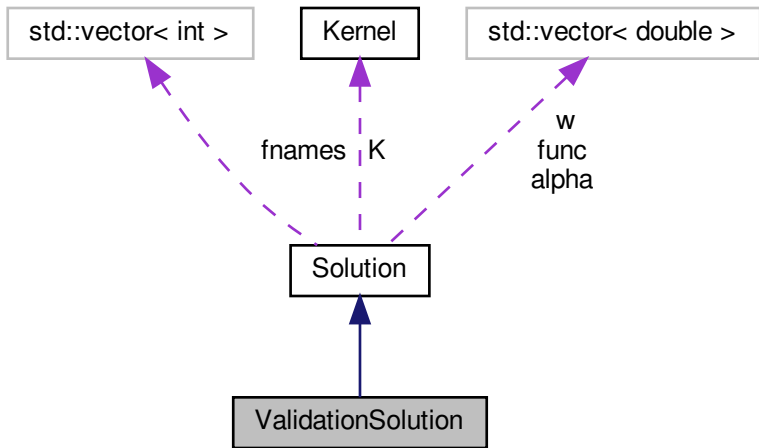 std::vector< int >
Kernel
std::vector< double >
fnames
K
w
func
alpha
Solution
ValidationSolution